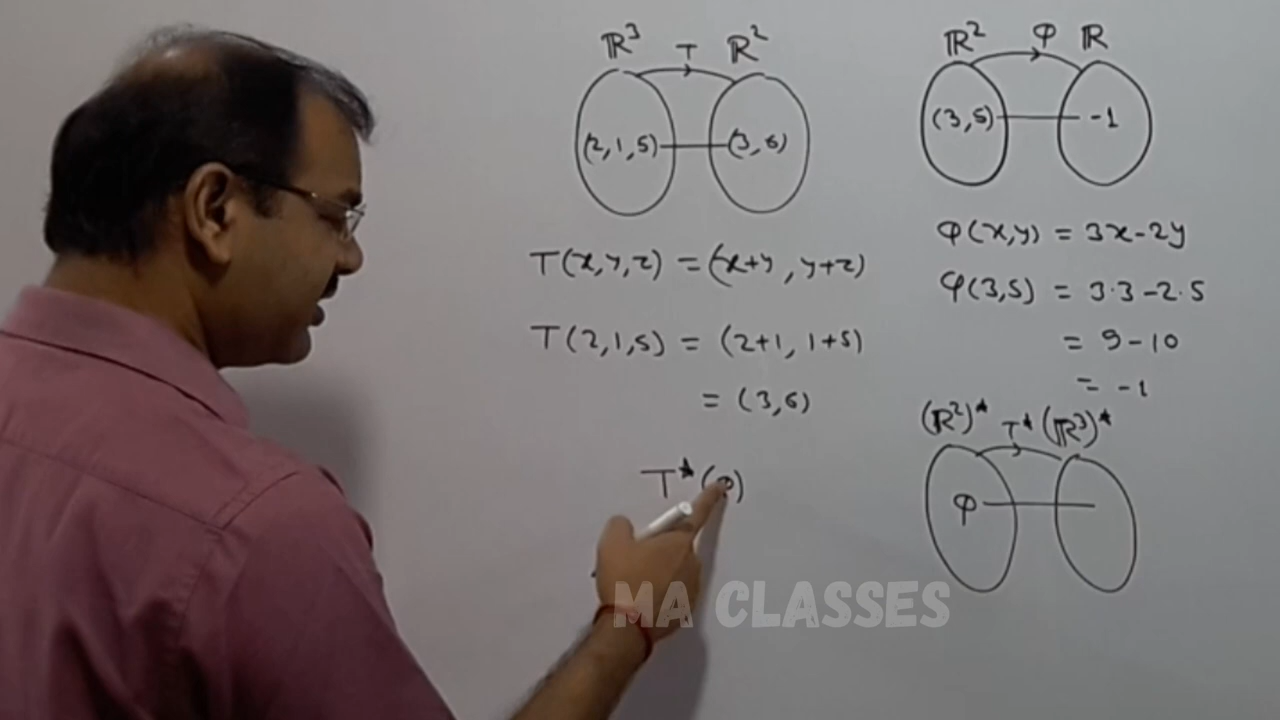 ℝ³ T ℝ²
(2,1,5) (3,6)
T(x,y,z) = (x+y, y+z)
T(2,1,5) = (2+1, 1+5)
= (3,6)
T*(φ)
ℝ² φ ℝ
(3,5) -1
φ(x,y) = 3x-2y
φ(3,5) = 3·3-2·5
= 9-10
= -1
(ℝ²)* T* (ℝ³)*
φ
MA CLASSES